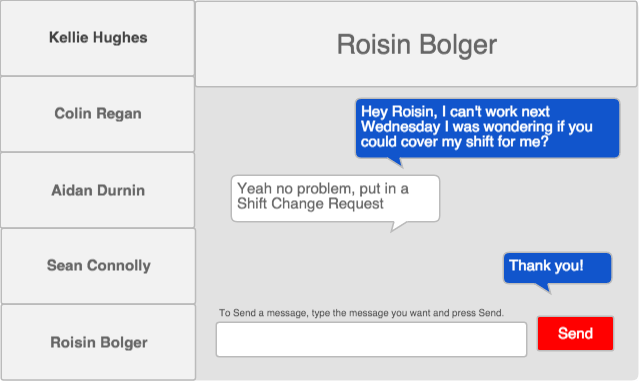 Kellie Hughes
Colin Regan
Aidan Durnin
Sean Connolly
Roisin Bolger
Roisin Bolger
Hey Roisin, I can't work next
Wednesday I was wondering if you
could cover my shift for me?
Yeah no problem, put in a
Shift Change Request
Thank you!
To Send a message, type the message you want and press Send.
Send